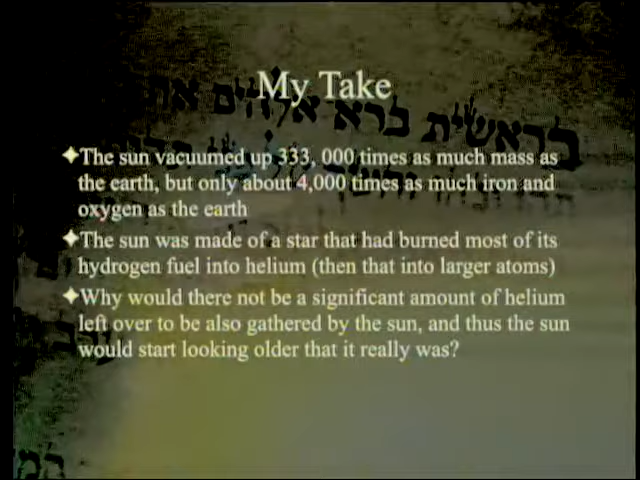 My Take
בראשית ברא אלהים את
✦The sun vacuumed up 333, 000 times as much mass as
the earth, but only about 4,000 times as much iron and
oxygen as the earth
✦The sun was made of a star that had burned most of its
hydrogen fuel into helium (then that into larger atoms)
✦Why would there not be a significant amount of helium
left over to be also gathered by the sun, and thus the sun
would start looking older that it really was?